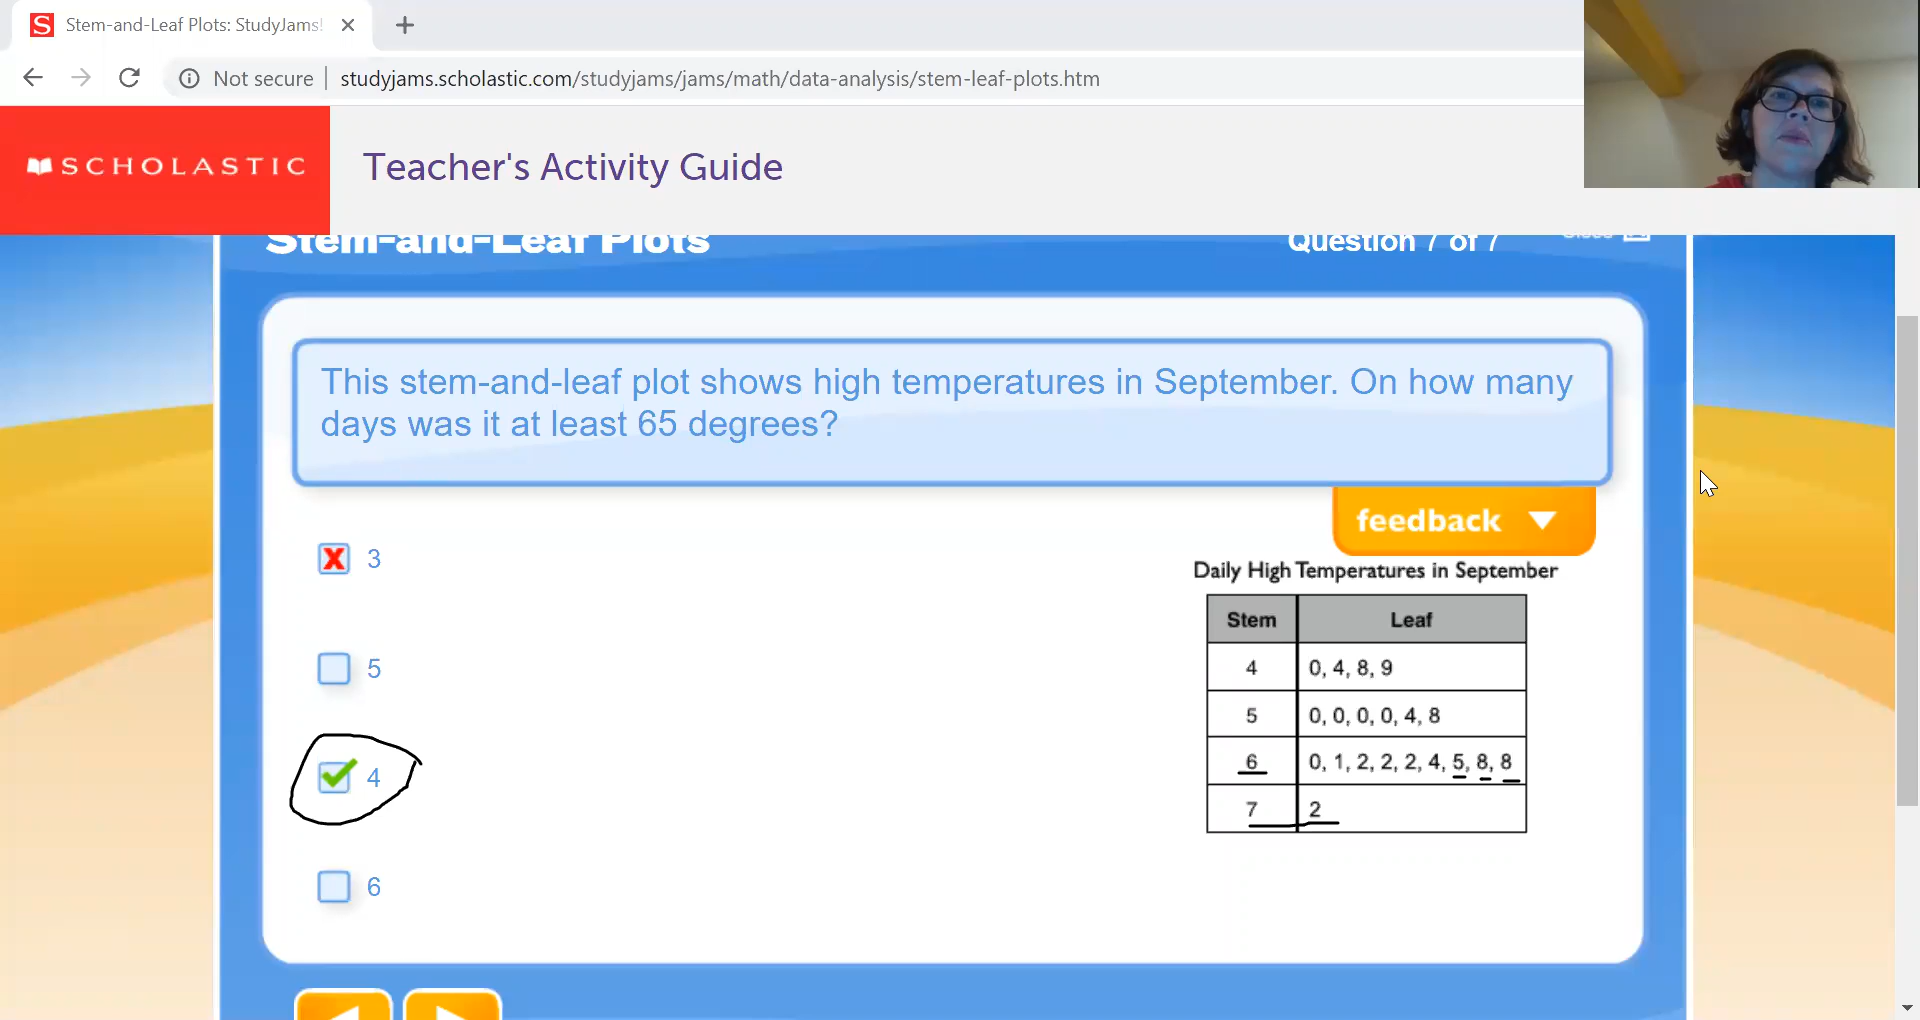 S Stem-and-Leaf Plots: StudyJams!
Not secure studyjams.scholastic.com/studyjams/jams/math/data-analysis/stem-leaf-plots.htm
SCHOLASTIC
Teacher's Activity Guide
Stem-and-Leaf Plots
Question 7 of 7
This stem-and-leaf plot shows high temperatures in September. On how many
days was it at least 65 degrees?
feedback
X 3
5
4
6
Daily High Temperatures in September
Stem Leaf
4 0, 4, 8, 9
5 0, 0, 0, 0, 4, 8
6 0, 1, 2, 2, 2, 4, 5, 8, 8
7 2